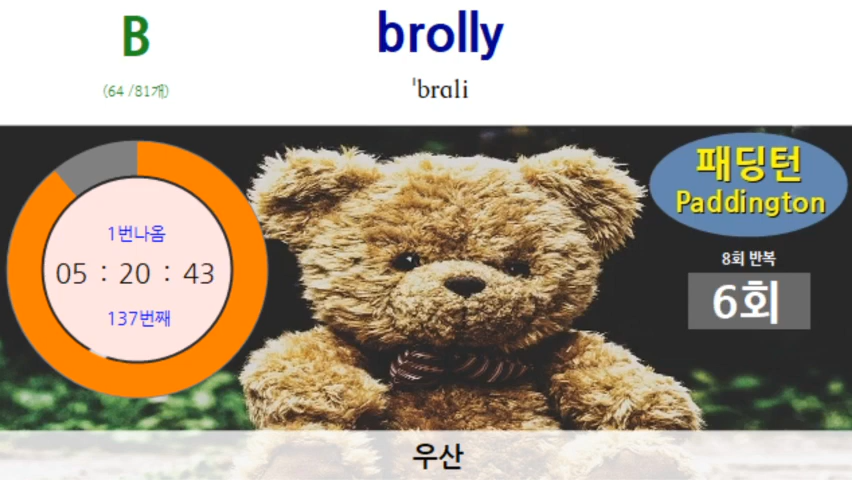 B
(64 /81개)
brolly
ˈbrɑli
1번나옴
05 : 20 : 43
137번째
패딩턴
Paddington
8회 반복
6회
우산